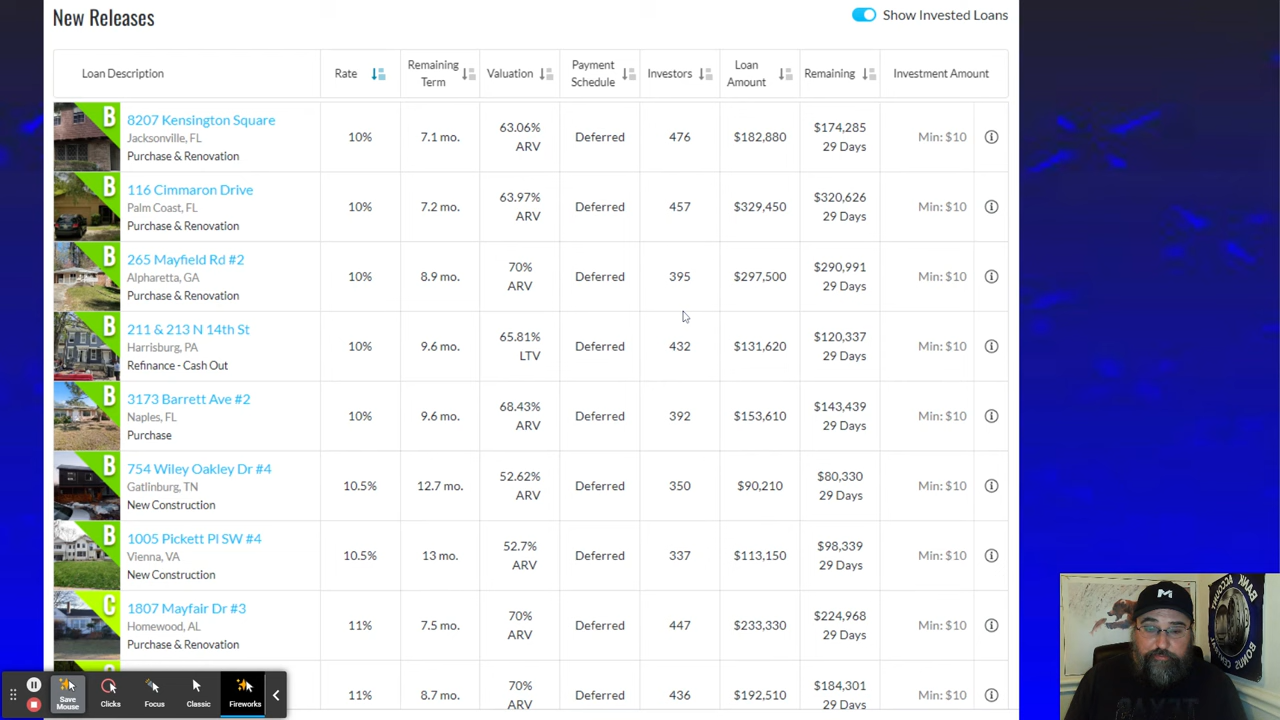 New Releases
Show Invested Loans
Loan Description
Rate
Remaining Term
Valuation
Payment Schedule
Investors
Loan Amount
Remaining
Investment Amount
B
8207 Kensington Square
Jacksonville, FL
Purchase & Renovation
10%
7.1 mo.
63.06% ARV
Deferred
476
$182,880
$174,285
29 Days
Min: $10
B
116 Cimmaron Drive
Palm Coast, FL
Purchase & Renovation
10%
7.2 mo.
63.97% ARV
Deferred
457
$329,450
$320,626
29 Days
Min: $10
B
265 Mayfield Rd #2
Alpharetta, GA
Purchase & Renovation
10%
8.9 mo.
70% ARV
Deferred
395
$297,500
$290,991
29 Days
Min: $10
B
211 & 213 N 14th St
Harrisburg, PA
Refinance - Cash Out
10%
9.6 mo.
65.81% LTV
Deferred
432
$131,620
$120,337
29 Days
Min: $10
B
3173 Barrett Ave #2
Naples, FL
Purchase
10%
9.6 mo.
68.43% ARV
Deferred
392
$153,610
$143,439
29 Days
Min: $10
B
754 Wiley Oakley Dr #4
Gatlinburg, TN
New Construction
10.5%
12.7 mo.
52.62% ARV
Deferred
350
$90,210
$80,330
29 Days
Min: $10
B
1005 Pickett Pl SW #4
Vienna, VA
New Construction
10.5%
13 mo.
52.7% ARV
Deferred
337
$113,150
$98,339
29 Days
Min: $10
C
1807 Mayfair Dr #3
Homewood, AL
Purchase & Renovation
11%
7.5 mo.
70% ARV
Deferred
447
$233,330
$224,968
29 Days
Min: $10
11%
8.7 mo.
70% ARV
Deferred
436
$192,510
$184,301
29 Days
Min: $10
Save Mouse
Clicks
Focus
Classic
Fireworks
M
BANK ACCOUNT